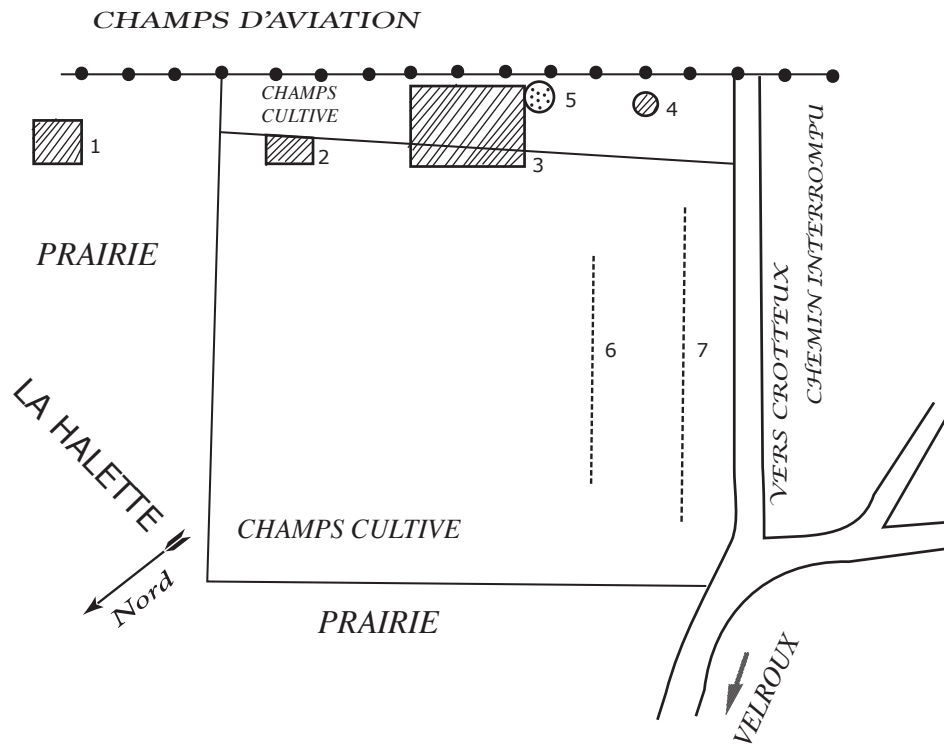 CHAMPS D'AVIATION
CHAMPS
CULTIVE
1
2
3
4
5
PRAIRIE
6
7
VERS CROTTEUX
CHEMIN INTERROMPU
LA HALETTE
Nord
CHAMPS CULTIVE
PRAIRIE
VELROUX